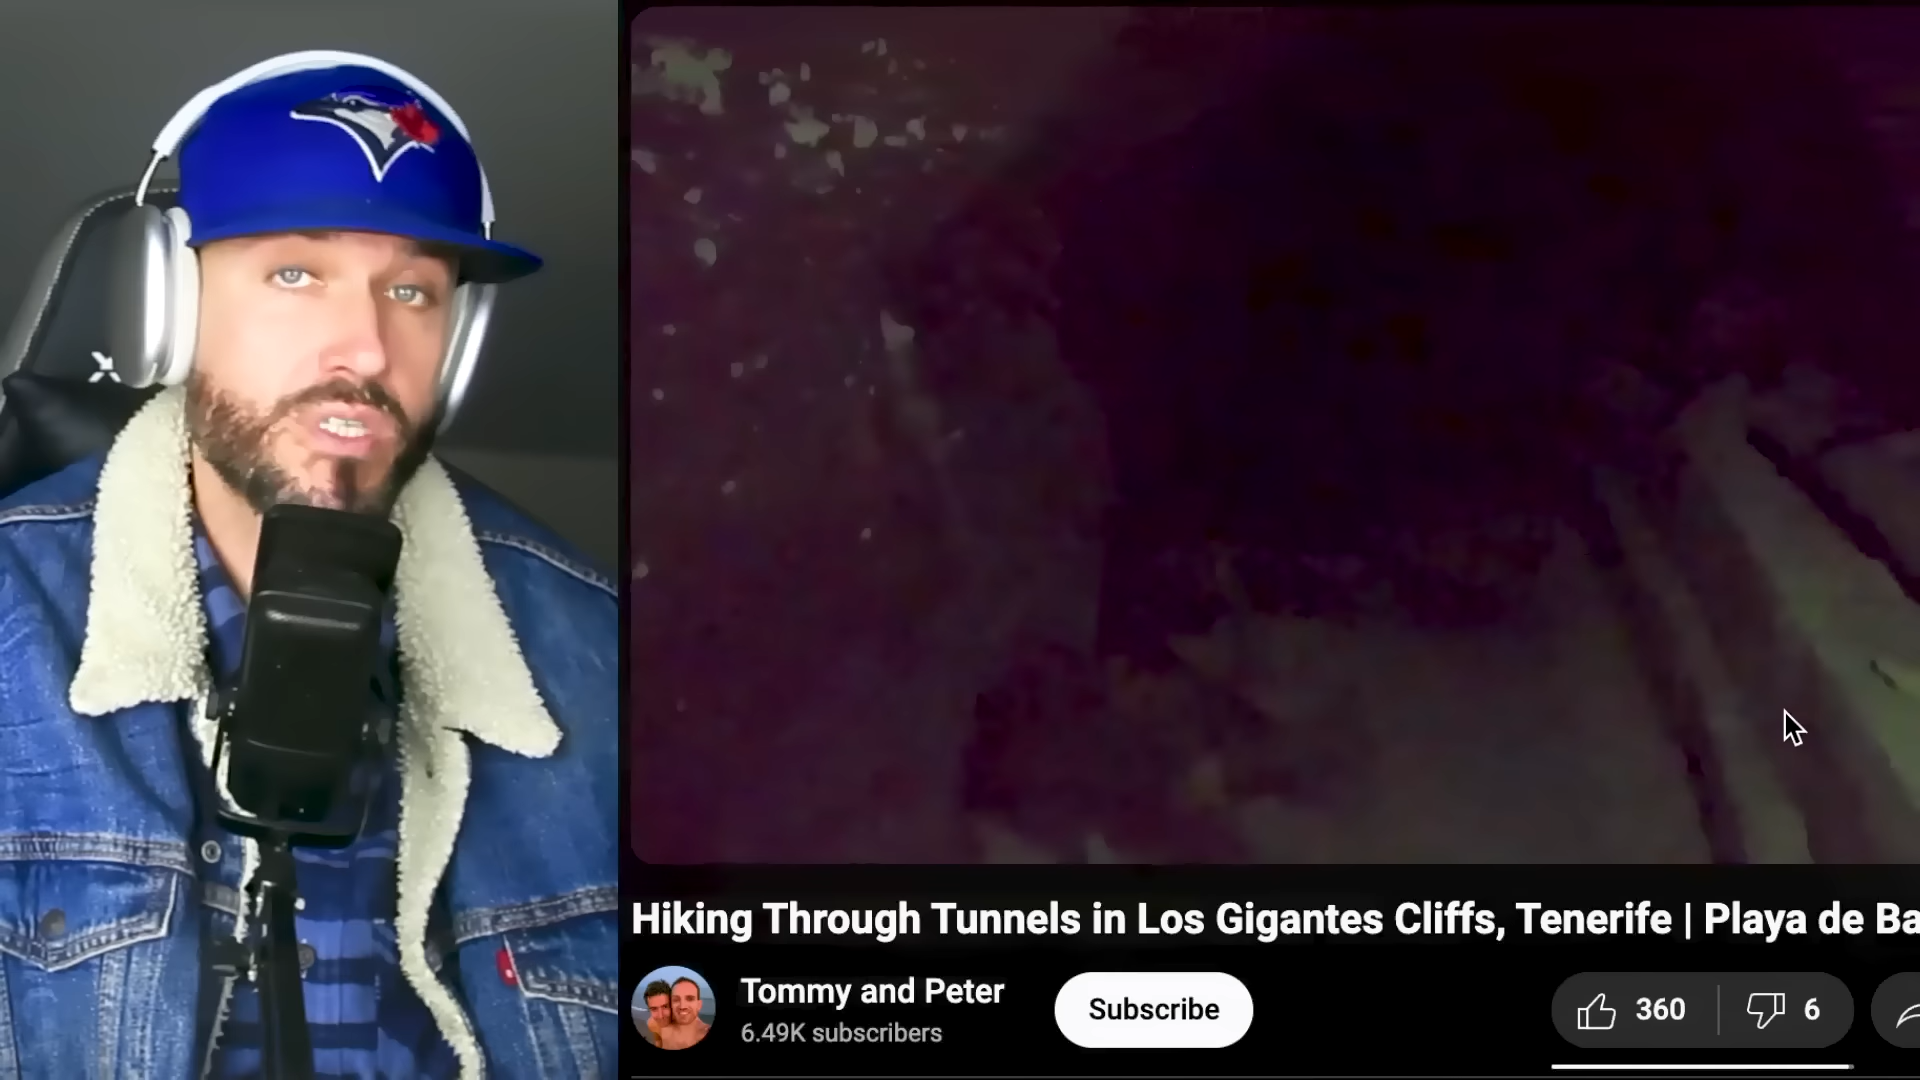 Hiking Through Tunnels in Los Gigantes Cliffs, Tenerife | Playa de Ba
Tommy and Peter
6.49K subscribers
Subscribe
360
6